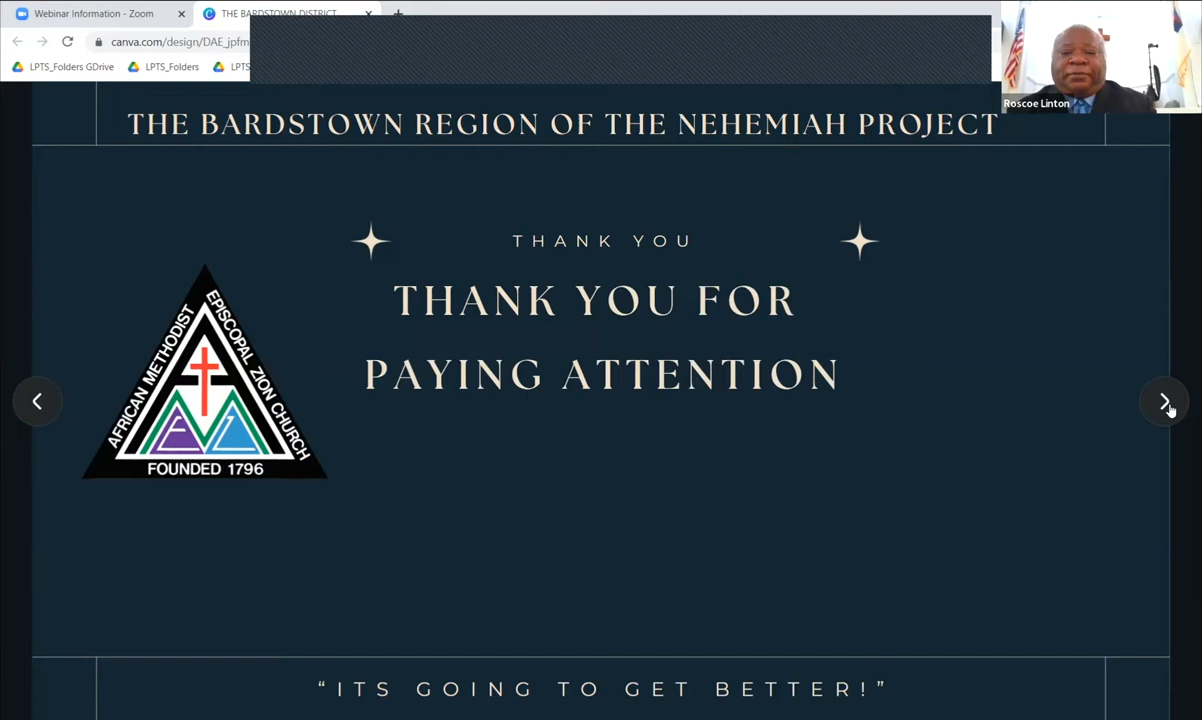 Webinar Information - Zoom
THE BARDSTOWN DISTRICT
canva.com/design/DAE_jpfm
LPTS_Folders GDrive
LPTS_Folders
LPTS
Roscoe Linton
THE BARDSTOWN REGION OF THE NEHEMIAH PROJECT
THANK YOU
THANK YOU FOR
PAYING ATTENTION
AFRICAN METHODIST
EPISCOPAL ZION CHURCH
FOUNDED 1796
“ITS GOING TO GET BETTER!”